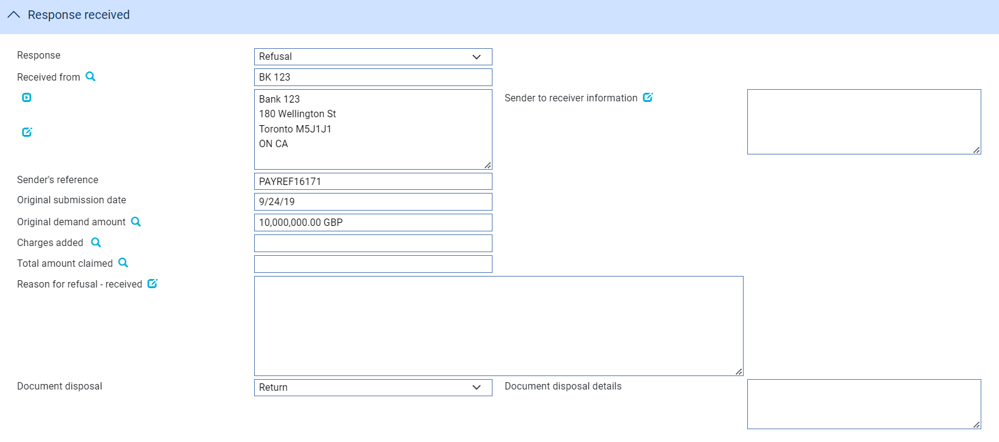 Response received
Response
Refusal
Received from
BK 123
Bank 123
180 Wellington St
Toronto M5J1J1
ON CA
Sender to receiver information
Sender's reference
PAYREF16171
Original submission date
9/24/19
Original demand amount
10,000,000.00 GBP
Charges added
Total amount claimed
Reason for refusal - received
Document disposal
Return
Document disposal details